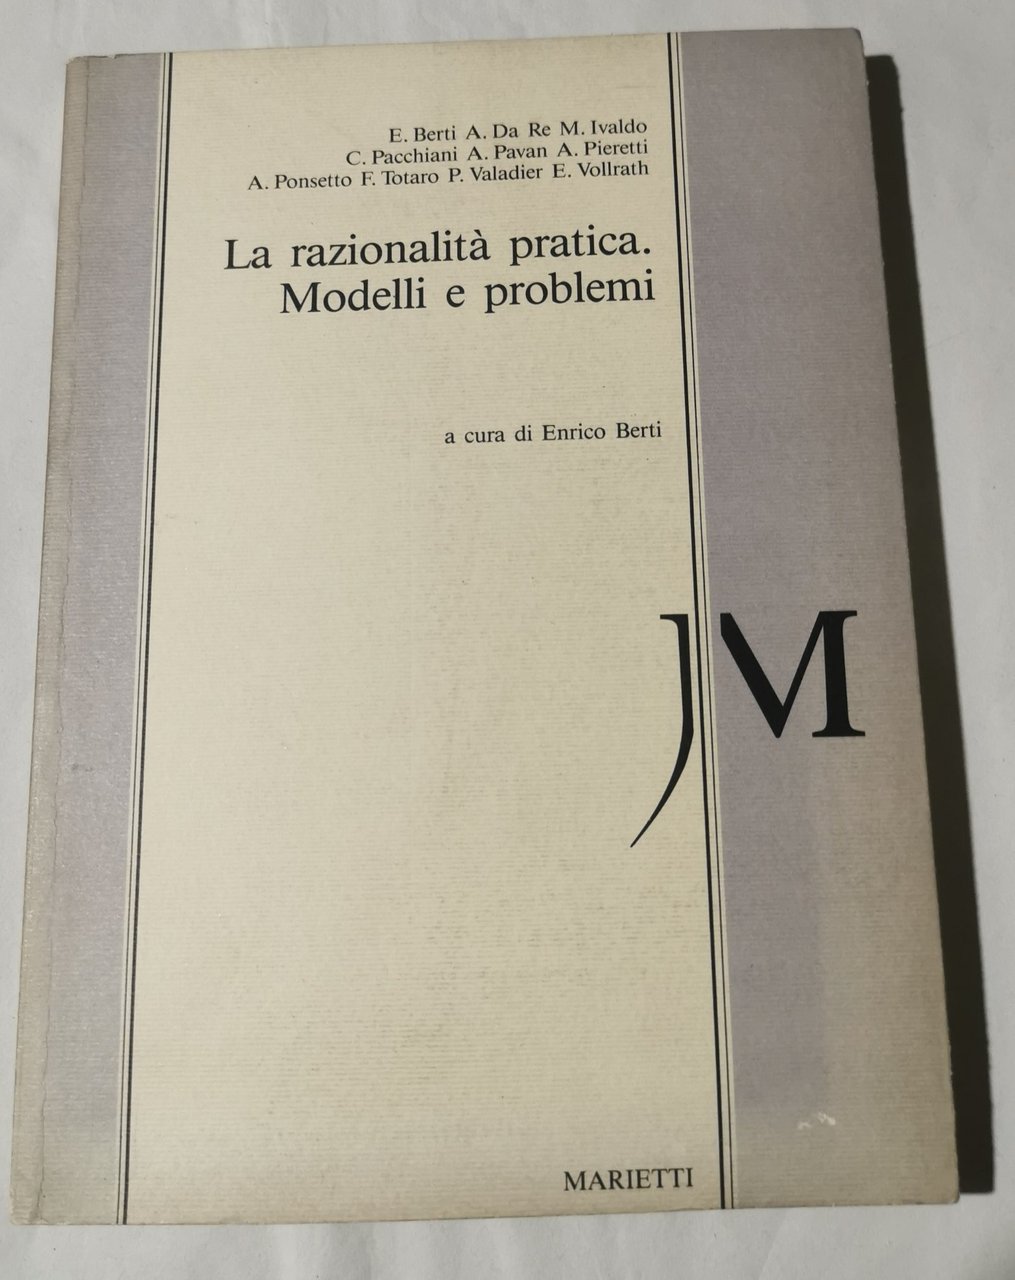 E. Berti A. Da Re M. Ivaldo
C. Pacchiani A. Pavan A. Pieretti
A. Ponsetto F. Totaro P. Valadier E. Vollrath
La razionalità pratica.
Modelli e problemi
a cura di Enrico Berti
JM
MARIETTI